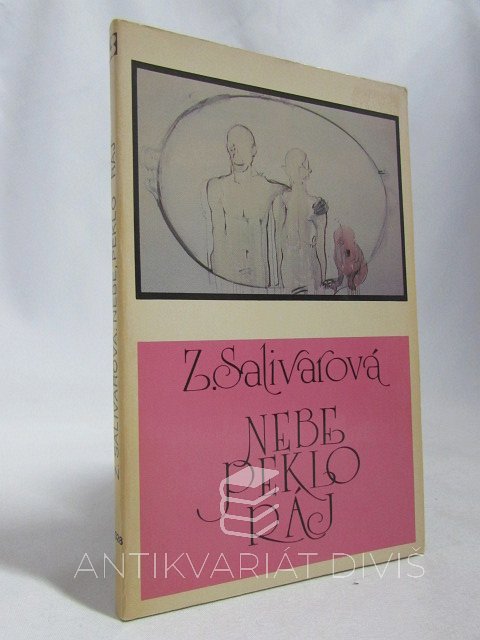 Z. Salivarová
NEBE
PEKLO
RÁJ
Z. SALIVAROVÁ: NEBE, PEKLO RÁJ
ANTIKVARIÁT DIVIŠ